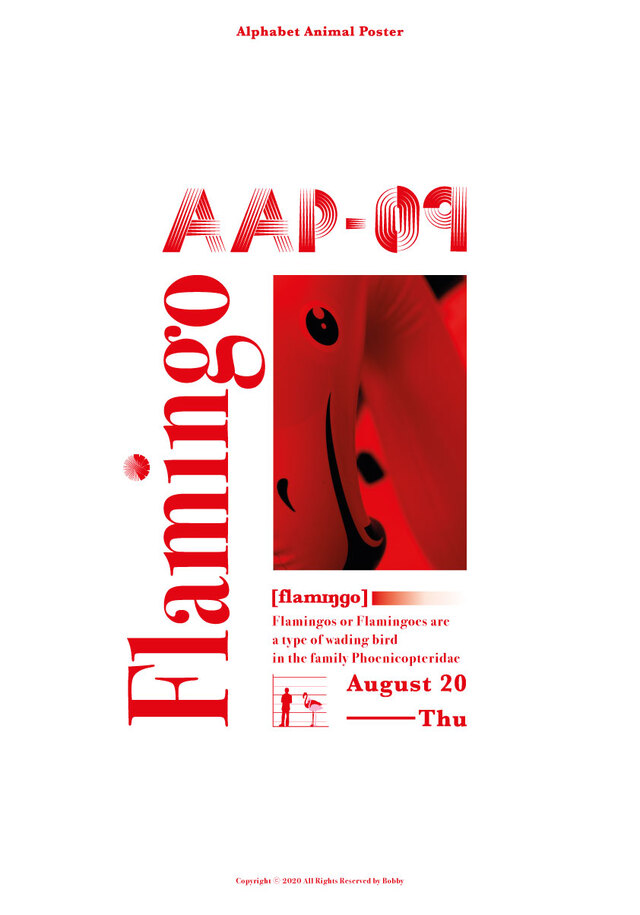 Alphabet Animal Poster
AAP-09
Flamingo
[flamɪŋgo]
Flamingos or Flamingoes are
a type of wading bird
in the family Phoenicopteridae
August 20
Thu
Copyright © 2020 All Rights Reserved by Bobby